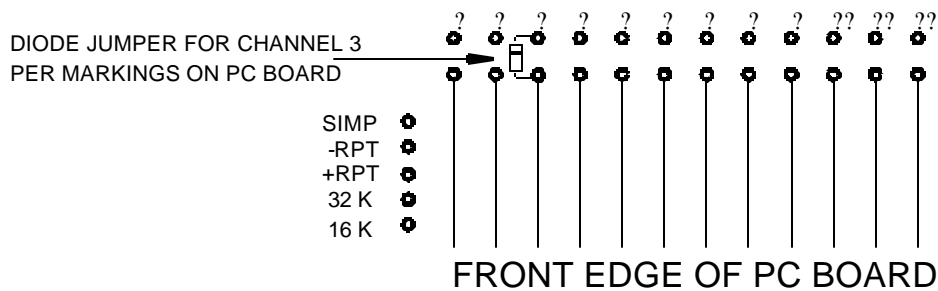 ? ? ? ? ? ? ? ? ? ?? ?? ??
DIODE JUMPER FOR CHANNEL 3
PER MARKINGS ON PC BOARD
SIMP
-RPT
+RPT
32 K
16 K
FRONT EDGE OF PC BOARD